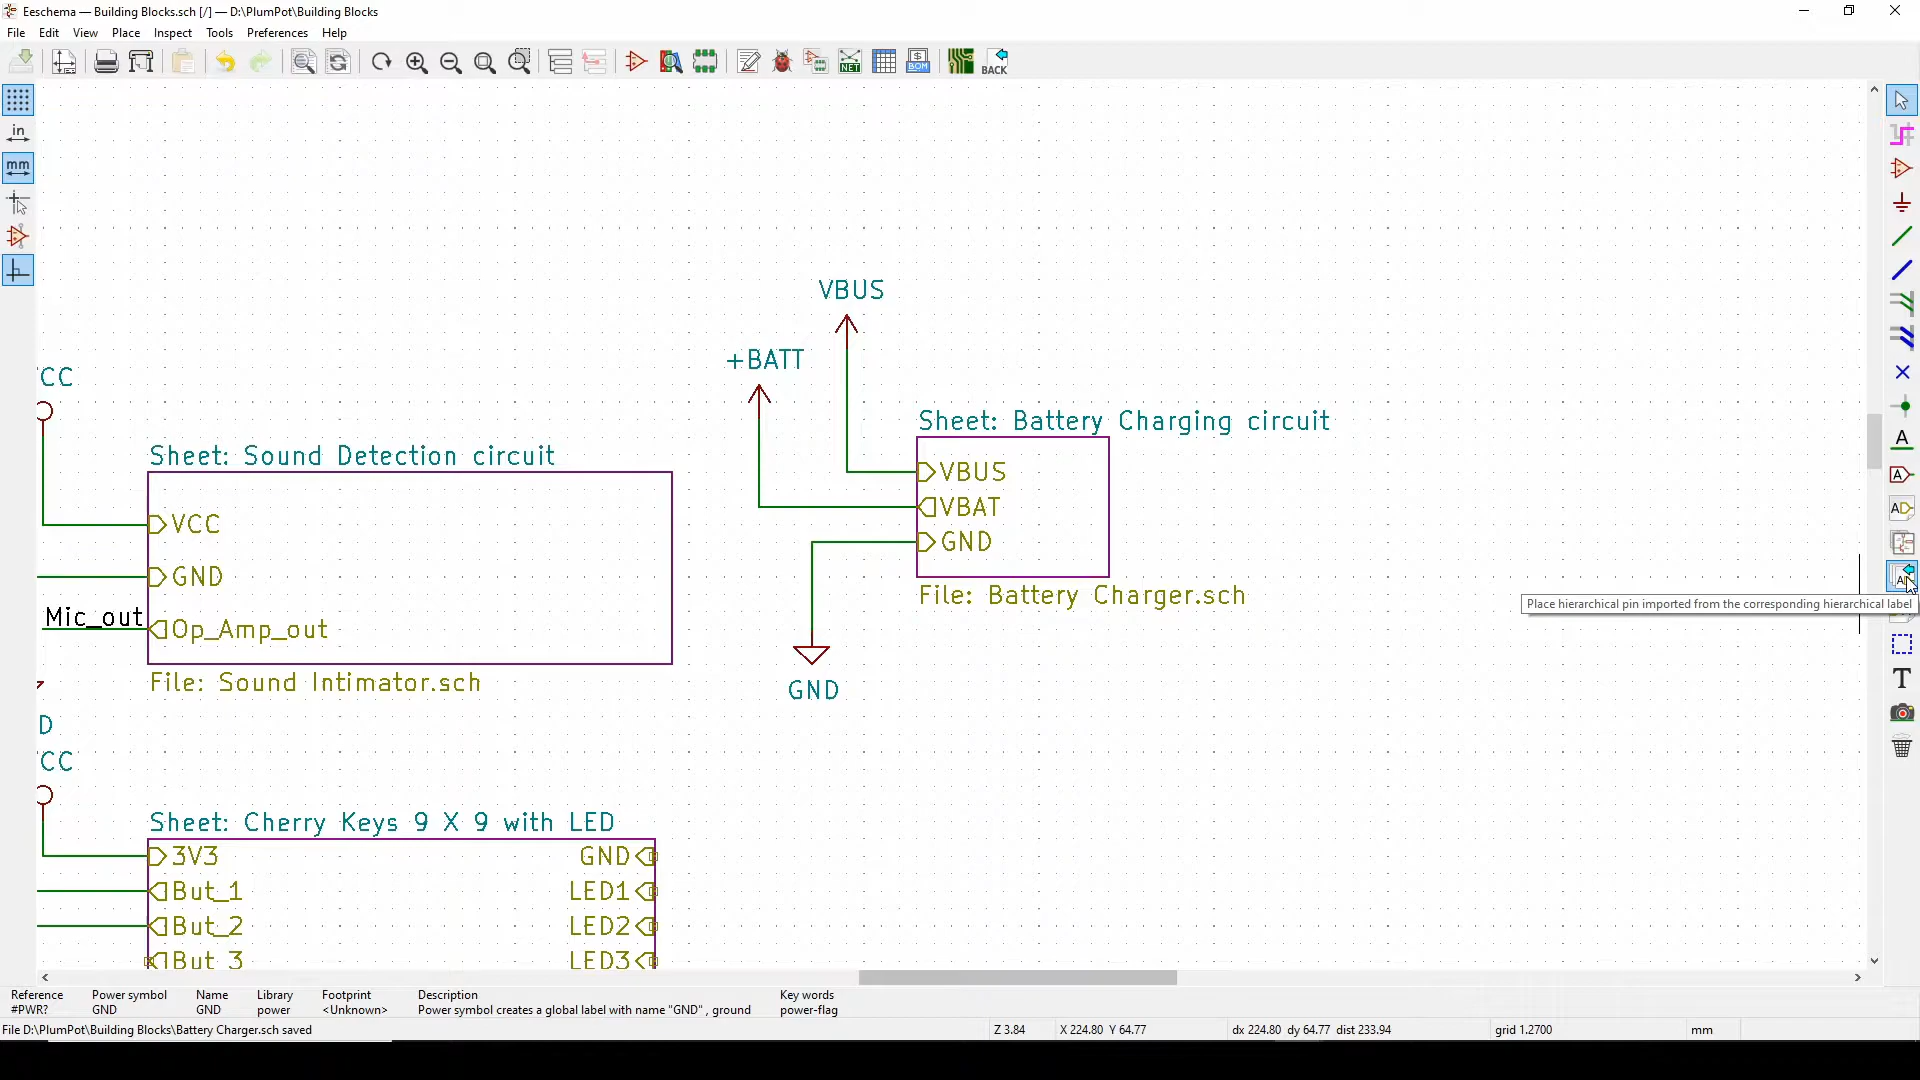 Eeschema — Building Blocks.sch [/] — D:\PlumPot\Building Blocks
File Edit View Place Inspect Tools Preferences Help
NET
BOM
BACK
in
mm
VBUS
+BATT
'CC
Sheet: Battery Charging circuit
Sheet: Sound Detection circuit
VBUS
VBAT
VCC
GND
GND
File: Battery Charger.sch
Place hierarchical pin imported from the corresponding hierarchical label
Mic_out
Op_Amp_out
File: Sound Intimator.sch
GND
D
'CC
Sheet: Cherry Keys 9 X 9 with LED
3V3 GND
But_1 LED1
But_2 LED2
But_3 LED3
A
A
A
A
T
Reference Power symbol Name Library Footprint Description Key words
#PWR? GND GND power <Unknown> Power symbol creates a global label with name "GND" , ground power-flag
File D:\PlumPot\Building Blocks\Battery Charger.sch saved Z 3.84 X 224.80 Y 64.77 dx 224.80 dy 64.77 dist 233.94 grid 1.2700 mm